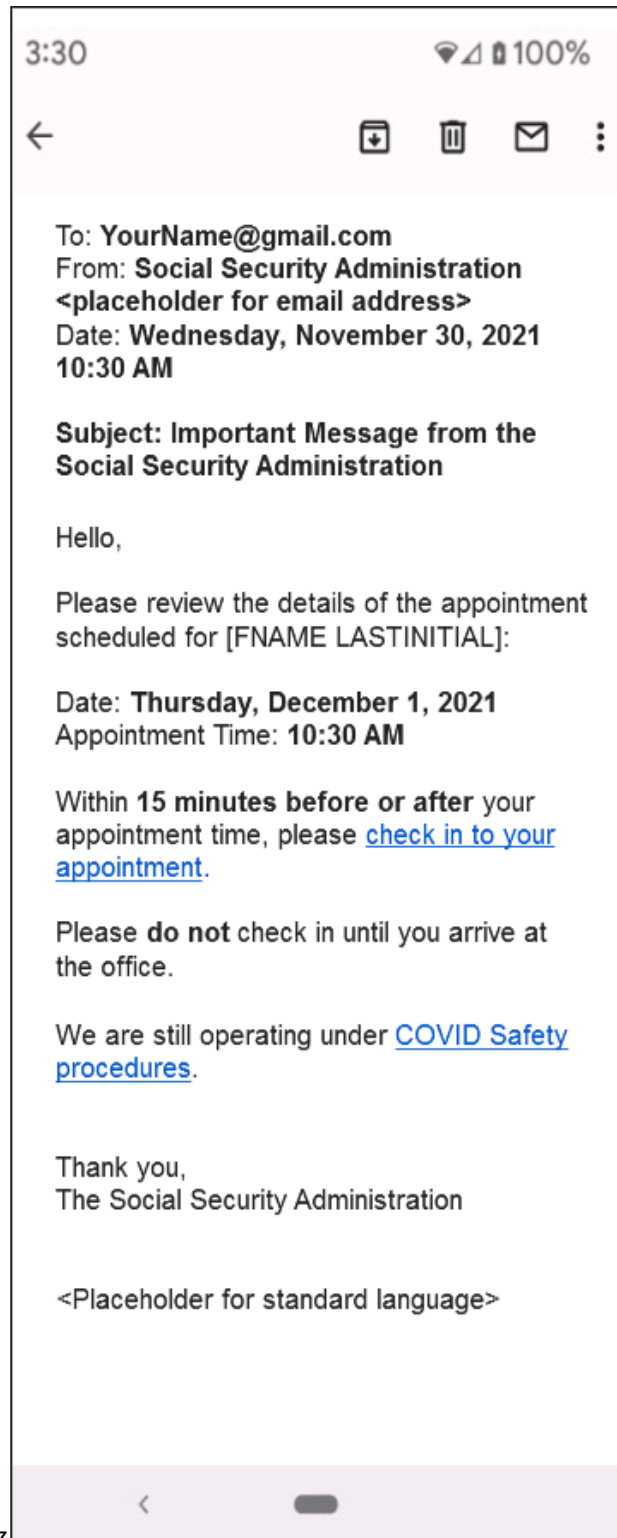 3:30 100%
To: YourName@gmail.com
From: Social Security Administration
<placeholder for email address>
Date: Wednesday, November 30, 2021
10:30 AM
Subject: Important Message from the
Social Security Administration
Hello,
Please review the details of the appointment
scheduled for [FNAME LASTINITIAL]:
Date: Thursday, December 1, 2021
Appointment Time: 10:30 AM
Within 15 minutes before or after your
appointment time, please check in to your
appointment.
Please do not check in until you arrive at
the office.
We are still operating under COVID Safety
procedures.
Thank you,
The Social Security Administration
<Placeholder for standard language>